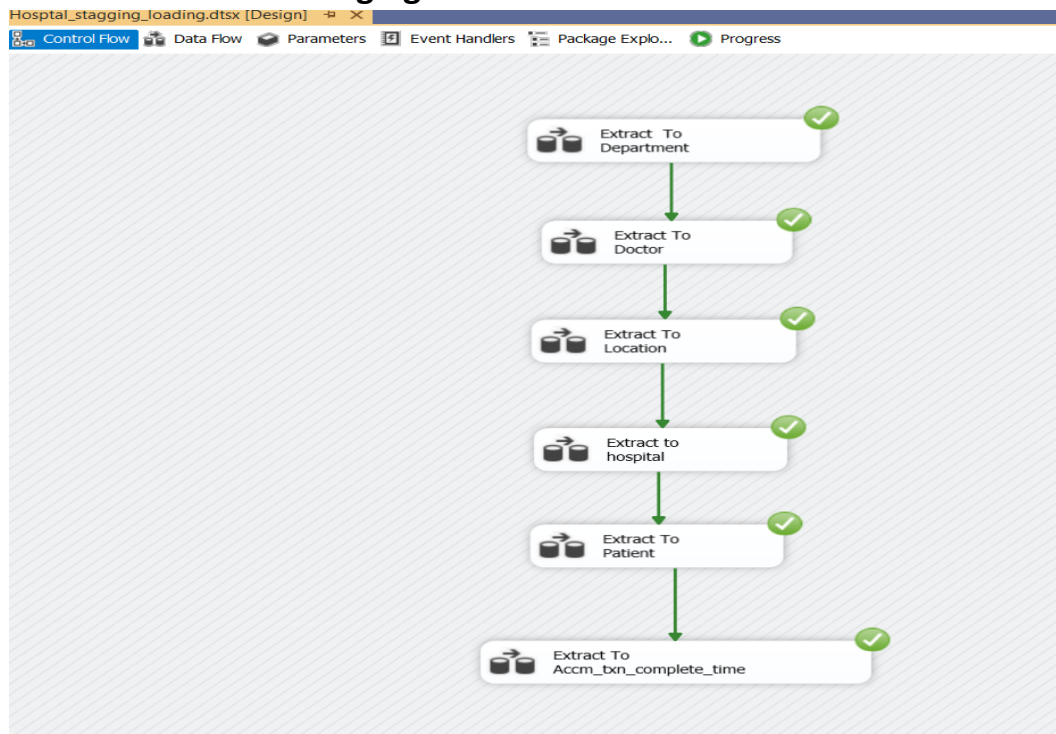 Hosptal_stagging_loading.dtsx [Design]
Control Flow Data Flow Parameters Event Handlers Package Explo... Progress
Extract To
Department
Extract To
Doctor
Extract To
Location
Extract to
hospital
Extract To
Patient
Extract To
Accm_txn_complete_time